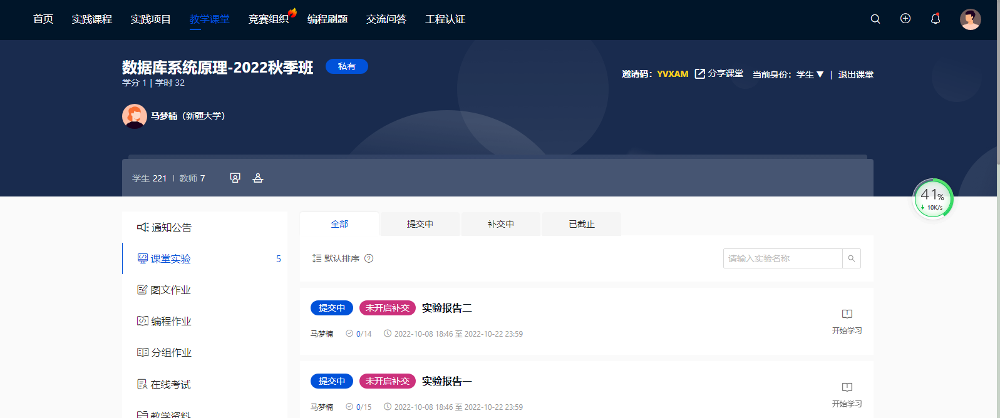 首页 实践课程 实践项目 教学课堂 竞赛组织 编程刷题 交流问答 工程认证
数据库系统原理-2022秋季班 私有
邀请码：YVXAM 分享课堂 当前身份：学生▼ | 退出课堂
学分 1 | 学时 32
马梦楠（新疆大学）
学生 221 | 教师 7
41%
↓ 10K/s
通知公告
课堂实验 5
图文作业
编程作业
分组作业
在线考试
教学资料
全部 提交中 补交中 已截止
默认排序 ?
请输入实验名称
提交中 未开启补交 实验报告二
马梦楠 0/14 2022-10-08 18:46 至 2022-10-22 23:59
开始学习
提交中 未开启补交 实验报告一
马梦楠 0/15 2022-10-08 18:46 至 2022-10-22 23:59
开始学习